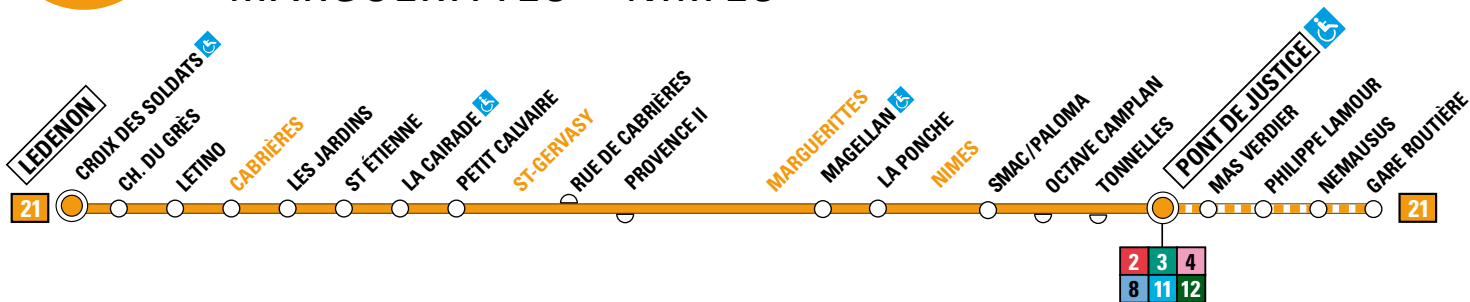 LEDENON
CROIX DES SOLDATS
CH. DU GRÈS
LETINO
CABRIÈRES
LES JARDINS
ST ÉTIENNE
LA CAIRADE
PETIT CALVAIRE
ST-GERVASY
RUE DE CABRIÈRES
PROVENCE II
MARGUERITTES
MAGELLAN
LA PONCHE
NIMES
SMAC/PALOMA
OCTAVE CAMPLAN
TONNELLES
PONT DE JUSTICE
MAS VERDIER
PHILIPPE LAMOUR
NEMAUSUS
GARE ROUTIÈRE
21
21
2 3 4
8 11 12